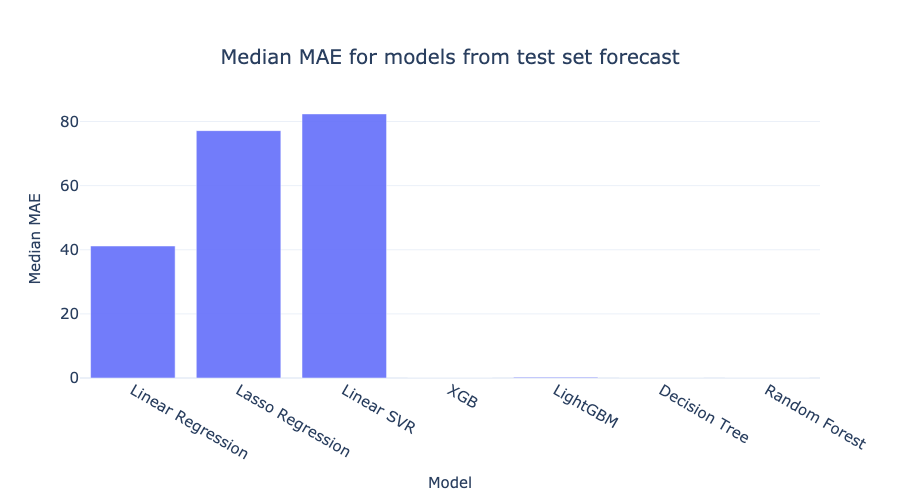 Median MAE for models from test set forecast
Median MAE
80
60
40
20
0
Linear Regression
Lasso Regression
Linear SVR
XGB
LightGBM
Decision Tree
Random Forest
Model